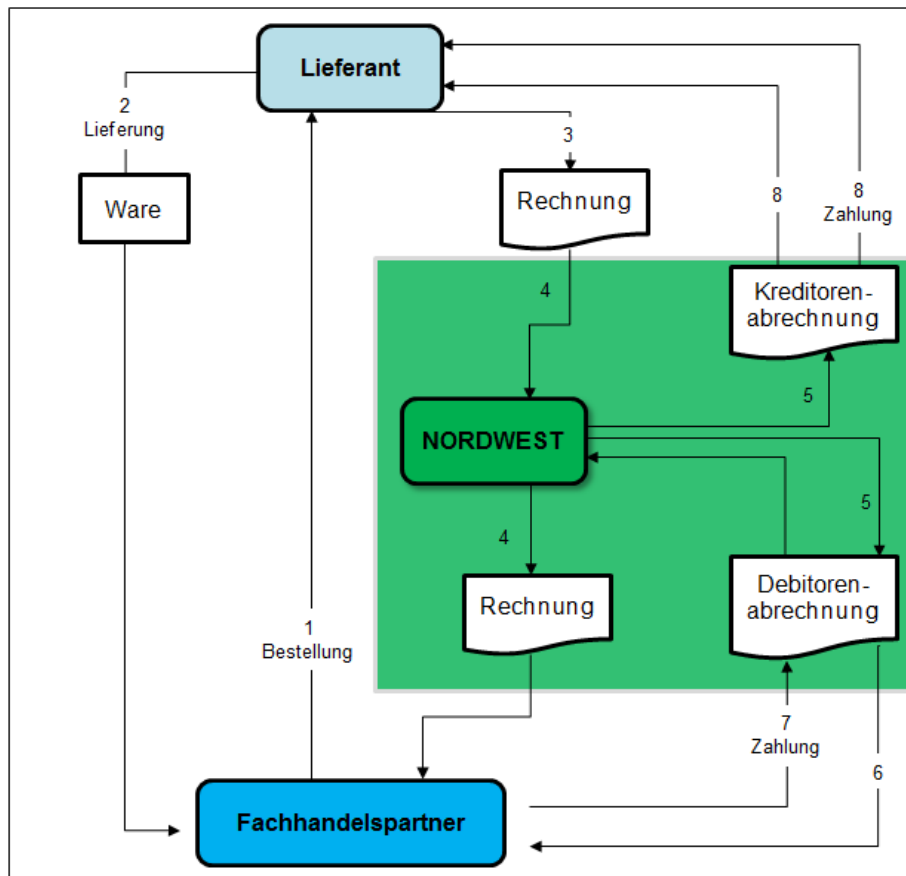 Lieferant
2
Lieferung
3
Ware
Rechnung
8
8
Zahlung
4
Kreditoren-
abrechnung
5
NORDWEST
5
4
Rechnung
Debitoren-
abrechnung
1
Bestellung
7
Zahlung
6
Fachhandelspartner